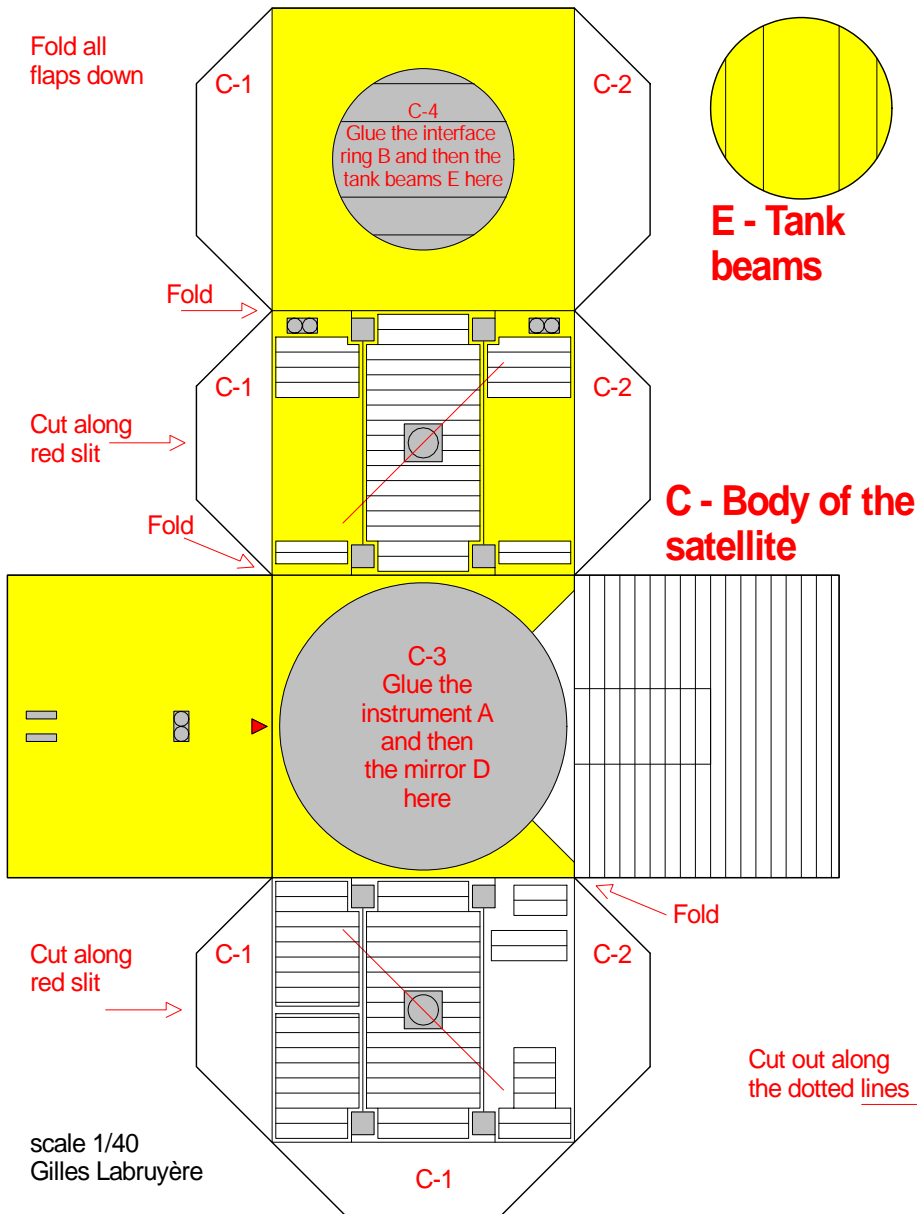 Fold all
flaps down
C-1
C-2
C-4
Glue the interface
ring B and then the
tank beams E here
E - Tank
beams
Fold
C-1
C-2
Cut along
red slit
C - Body of the
satellite
Fold
C-3
Glue the
instrument A
and then
the mirror D
here
Fold
C-1
C-2
Cut along
red slit
Cut out along
the dotted lines
scale 1/40
Gilles Labruyère
C-1